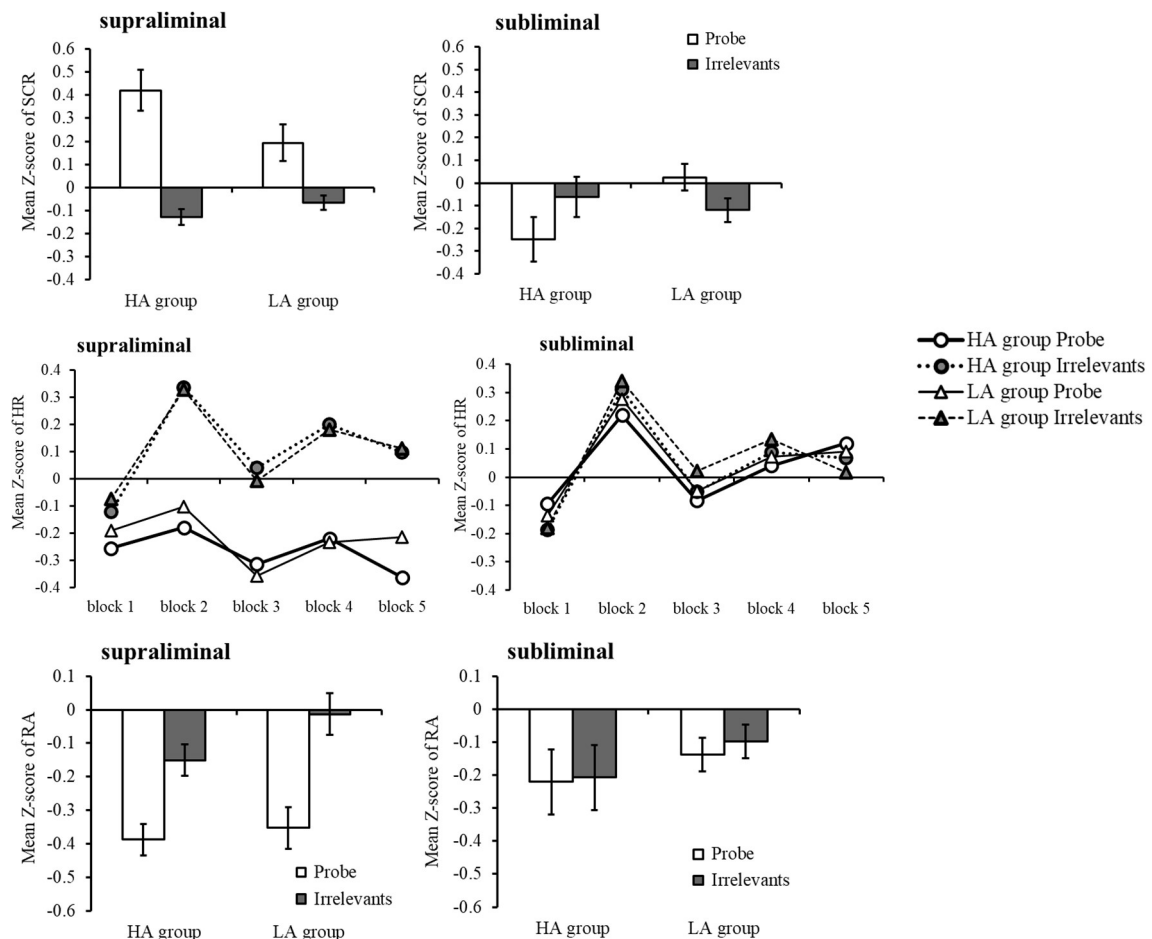 supraliminal
Mean Z-score of SCR
0.6
0.5
0.4
0.3
0.2
0.1
0
-0.1
-0.2
-0.3
-0.4
HA group
LA group
subliminal
Probe
Irrelevants
Mean Z-score of SCR
0.6
0.5
0.4
0.3
0.2
0.1
0
-0.1
-0.2
-0.3
-0.4
HA group
LA group
supraliminal
Mean Z-score of HR
0.4
0.3
0.2
0.1
0
-0.1
-0.2
-0.3
-0.4
block 1
block 2
block 3
block 4
block 5
subliminal
Mean Z-score of HR
0.4
0.3
0.2
0.1
0
-0.1
-0.2
-0.3
-0.4
block 1
block 2
block 3
block 4
block 5
HA group Probe
HA group Irrelevants
LA group Probe
LA group Irrelevants
supraliminal
Mean Z-score of RA
0.1
0
-0.1
-0.2
-0.3
-0.4
-0.5
-0.6
Probe
Irrelevants
HA group
LA group
subliminal
Mean Z-score of RA
0.1
0
-0.1
-0.2
-0.3
-0.4
-0.5
-0.6
Probe
Irrelevants
HA group
LA group